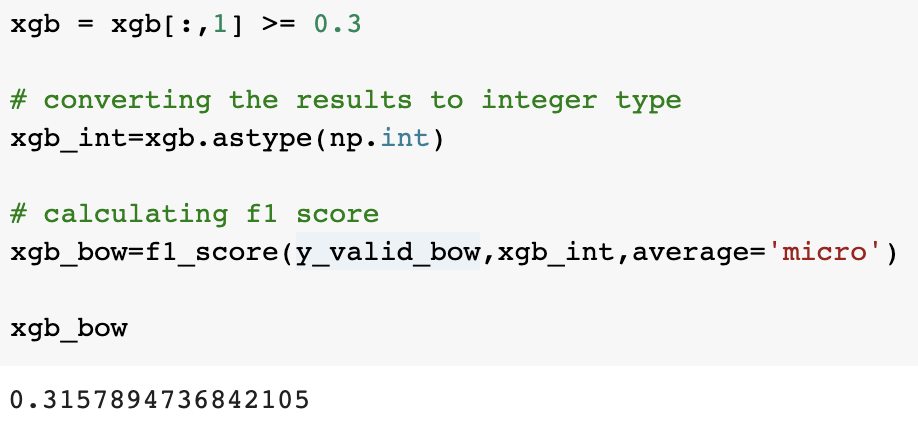 xgb = xgb[:,1] >= 0.3
# converting the results to integer type
xgb_int=xgb.astype(np.int)
# calculating f1 score
xgb_bow=f1_score(y_valid_bow,xgb_int,average='micro')
xgb_bow
0.3157894736842105